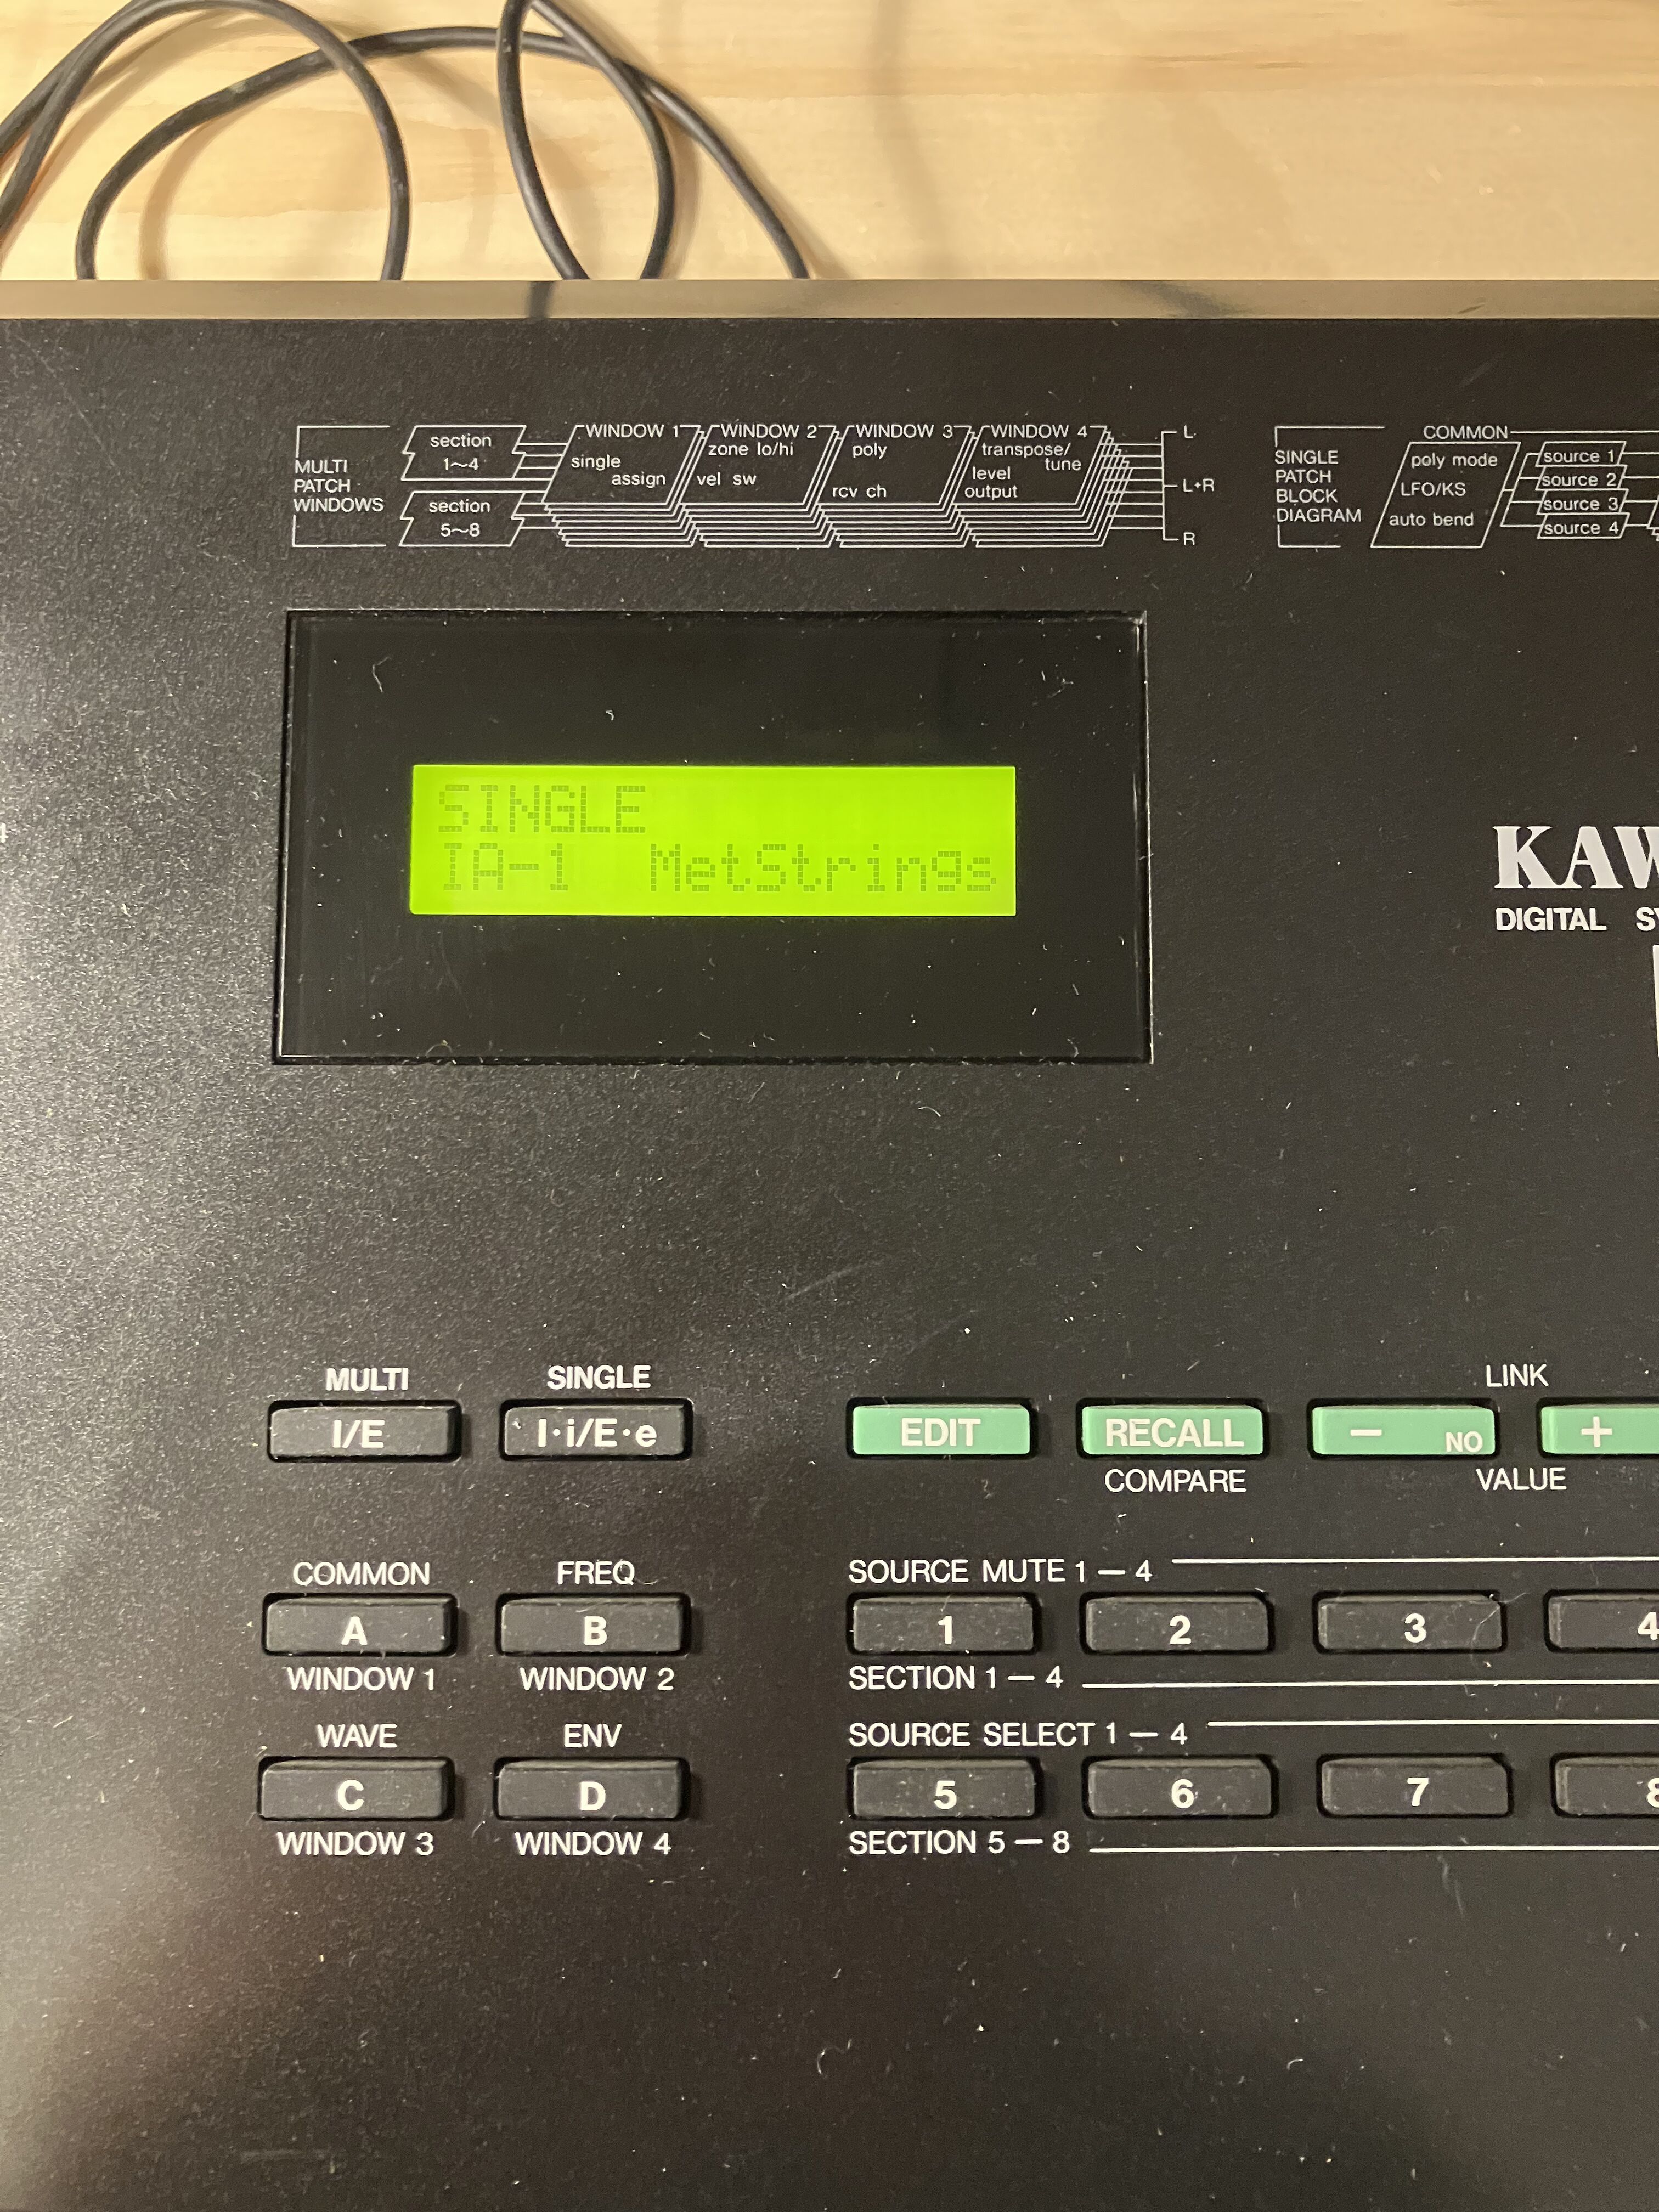 MULTI
PATCH
WINDOWS
section
1~4
section
5~8
WINDOW 1
single
assign
WINDOW 2
zone lo/hi
vel sw
WINDOW 3
poly
rcv ch
WINDOW 4
transpose/
tune
level
output
L
L+R
R
SINGLE
PATCH
BLOCK
DIAGRAM
COMMON
poly mode
LFO/KS
auto bend
source 1
source 2
source 3
source 4
SINGLE
IA-1 MetStrings
KAW
DIGITAL SY
MULTI
I/E
SINGLE
I·i/E·e
EDIT
RECALL
COMPARE
LINK
— NO
+
VALUE
COMMON
A
WINDOW 1
FREQ
B
WINDOW 2
SOURCE MUTE 1 — 4
1 2 3 4
SECTION 1 — 4
WAVE
C
WINDOW 3
ENV
D
WINDOW 4
SOURCE SELECT 1 — 4
5 6 7 8
SECTION 5 — 8